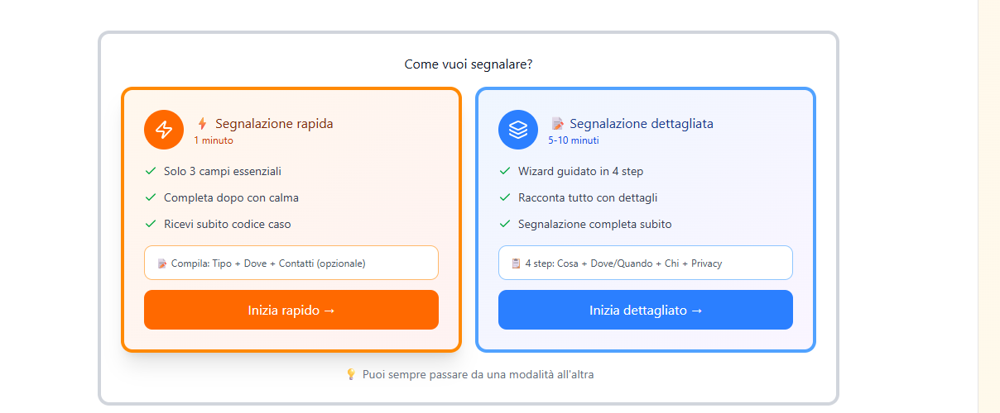 Come vuoi segnalare?
⚡ Segnalazione rapida
1 minuto
Solo 3 campi essenziali
Completa dopo con calma
Ricevi subito codice caso
📝 Compila: Tipo + Dove + Contatti (opzionale)
Inizia rapido →
📝 Segnalazione dettagliata
5-10 minuti
Wizard guidato in 4 step
Racconta tutto con dettagli
Segnalazione completa subito
📋 4 step: Cosa + Dove/Quando + Chi + Privacy
Inizia dettagliato →
💡 Puoi sempre passare da una modalità all'altra